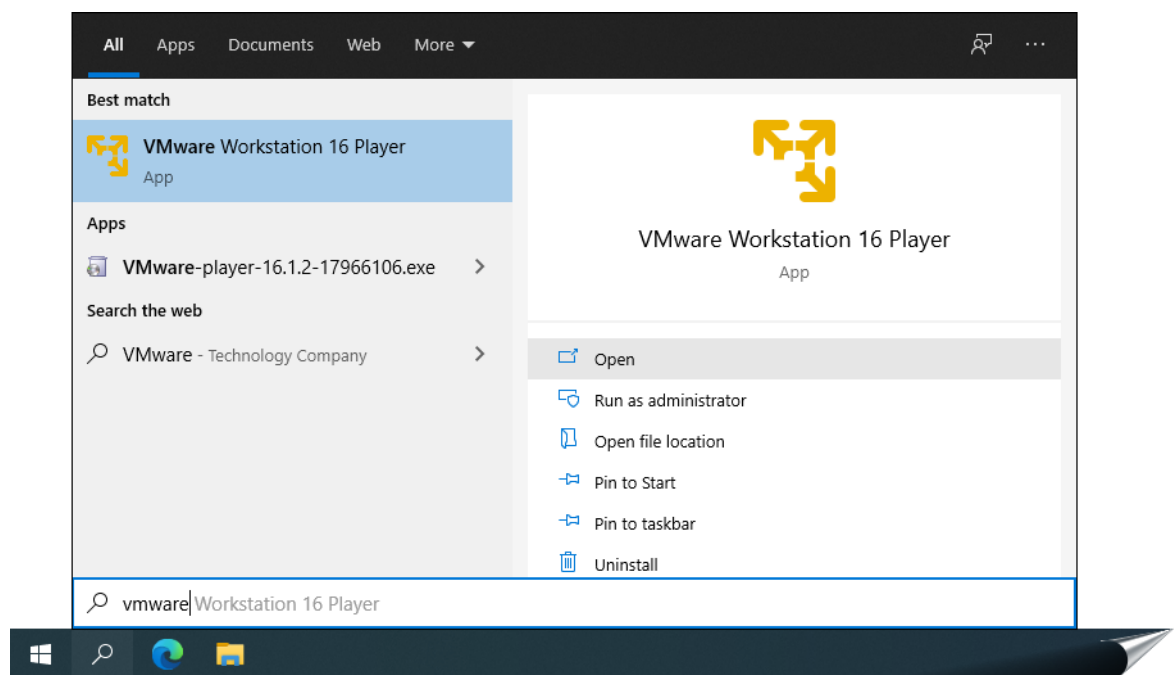 All Apps Documents Web More
Best match
VMware Workstation 16 Player
App
Apps
VMware-player-16.1.2-17966106.exe
Search the web
VMware - Technology Company
VMware Workstation 16 Player
App
Open
Run as administrator
Open file location
Pin to Start
Pin to taskbar
Uninstall
vmware Workstation 16 Player